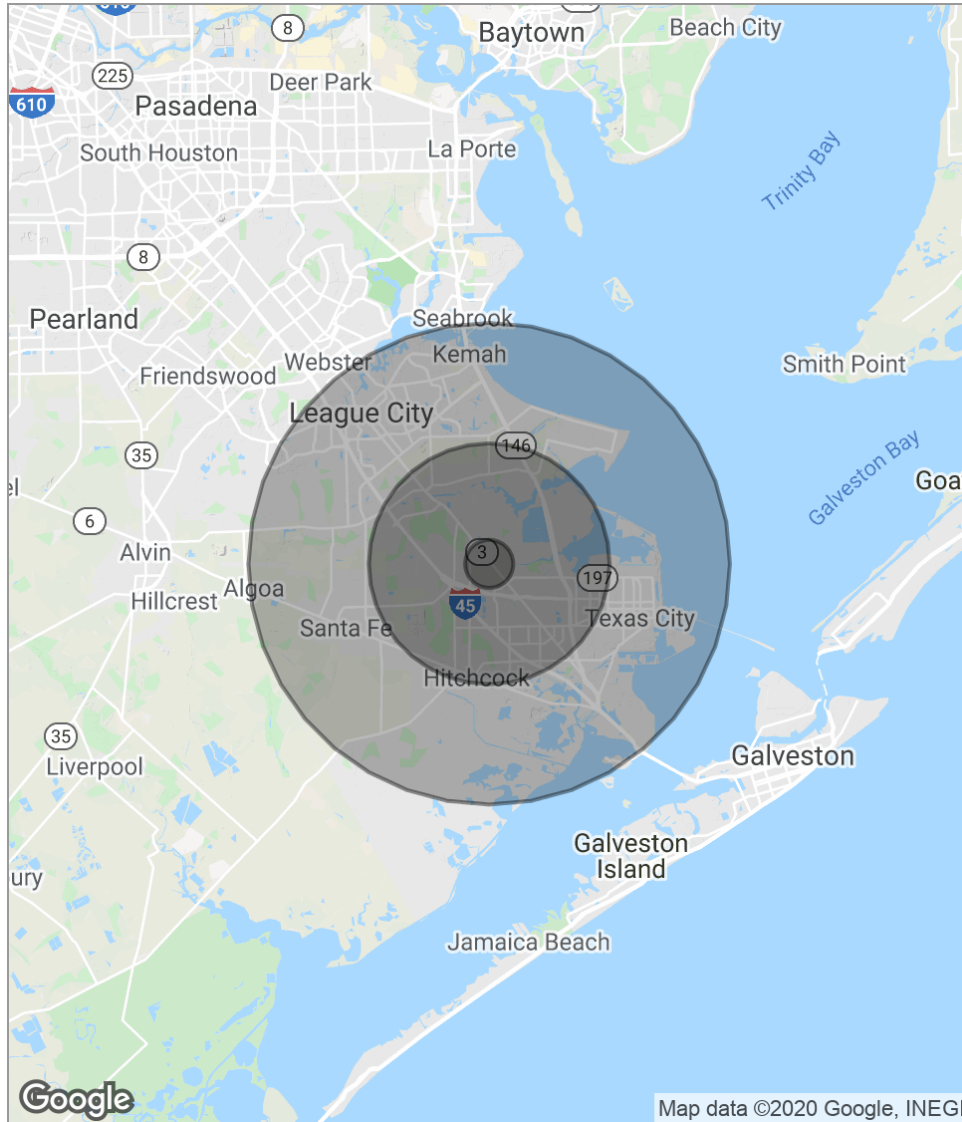 610
8
Baytown
Beach City
225
Deer Park
610
Pasadena
South Houston
La Porte
Trinity Bay
8
Pearland
Seabrook
Kemah
Webster
Smith Point
Friendswood
League City
146
35
Galveston Bay
el
Goa
6
3
Alvin
197
Algoa
45
Hillcrest
Texas City
Santa Fe
Hitchcock
35
Liverpool
Galveston
Galveston
Island
ury
Jamaica Beach
Google
Map data ©2020 Google, INEGI